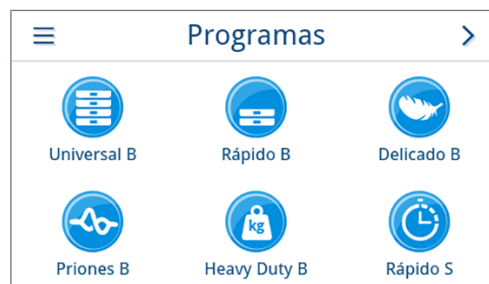 Programas
Universal B
Rápido B
Delicado B
kg
Priones B
Heavy Duty B
Rápido S